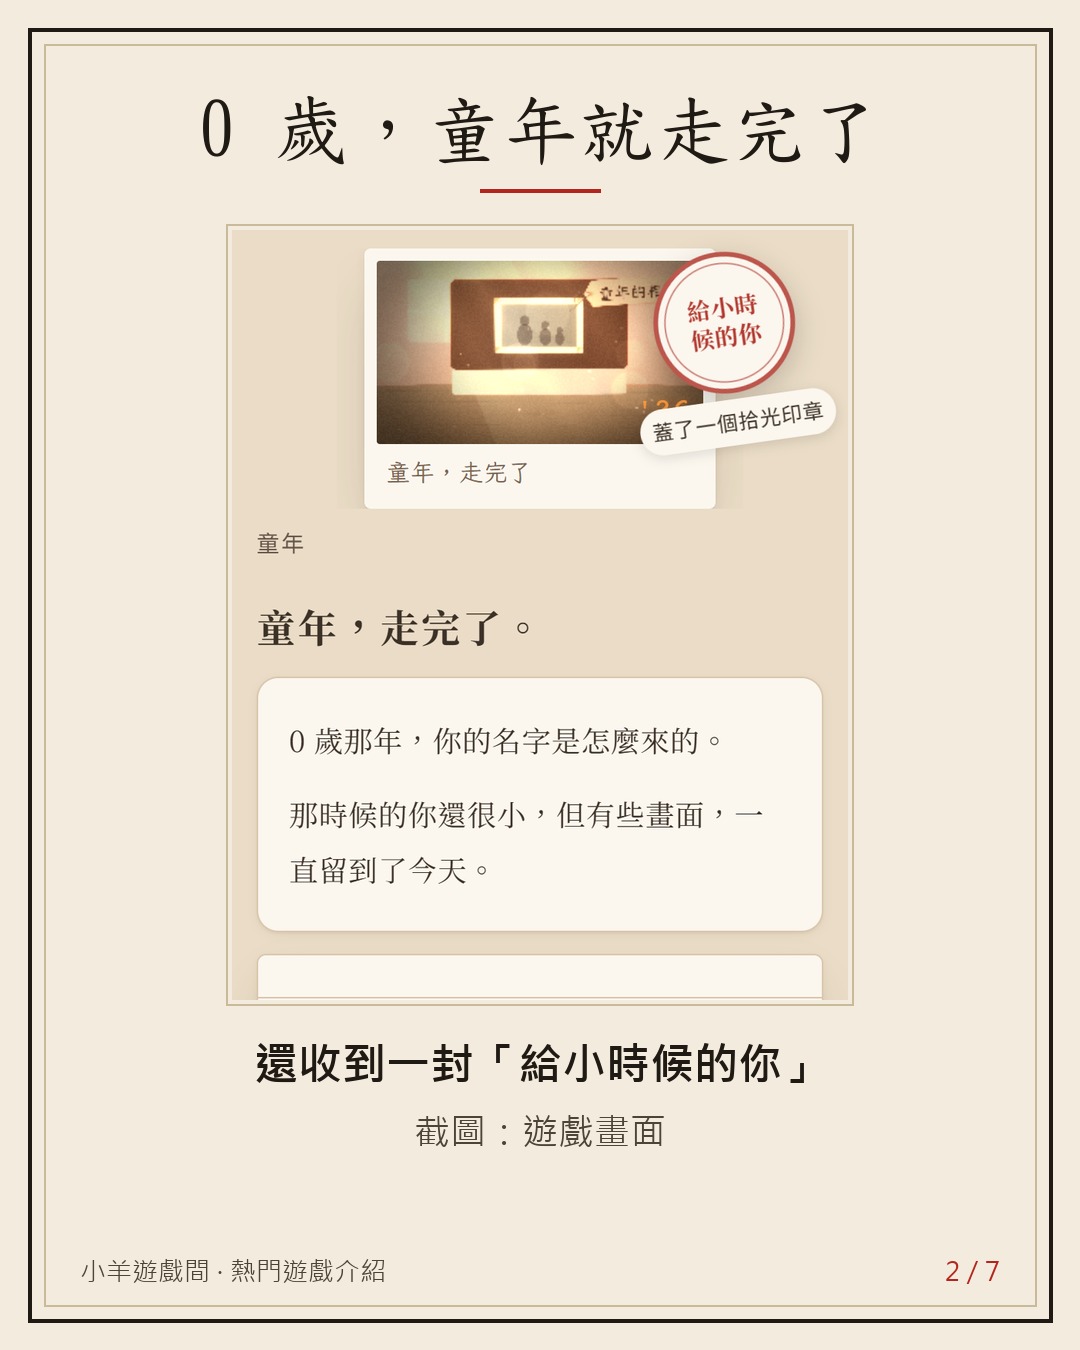 0 歲，童年就走完了
童年的
給小時
候的你
蓋了一個拾光印章
童年，走完了
童年
童年，走完了。
0 歲那年，你的名字是怎麼來的。
那時候的你還很小，但有些畫面，一
直留到了今天。
還收到一封「給小時候的你」
截圖：遊戲畫面
小羊遊戲間 · 熱門遊戲介紹
2 / 7